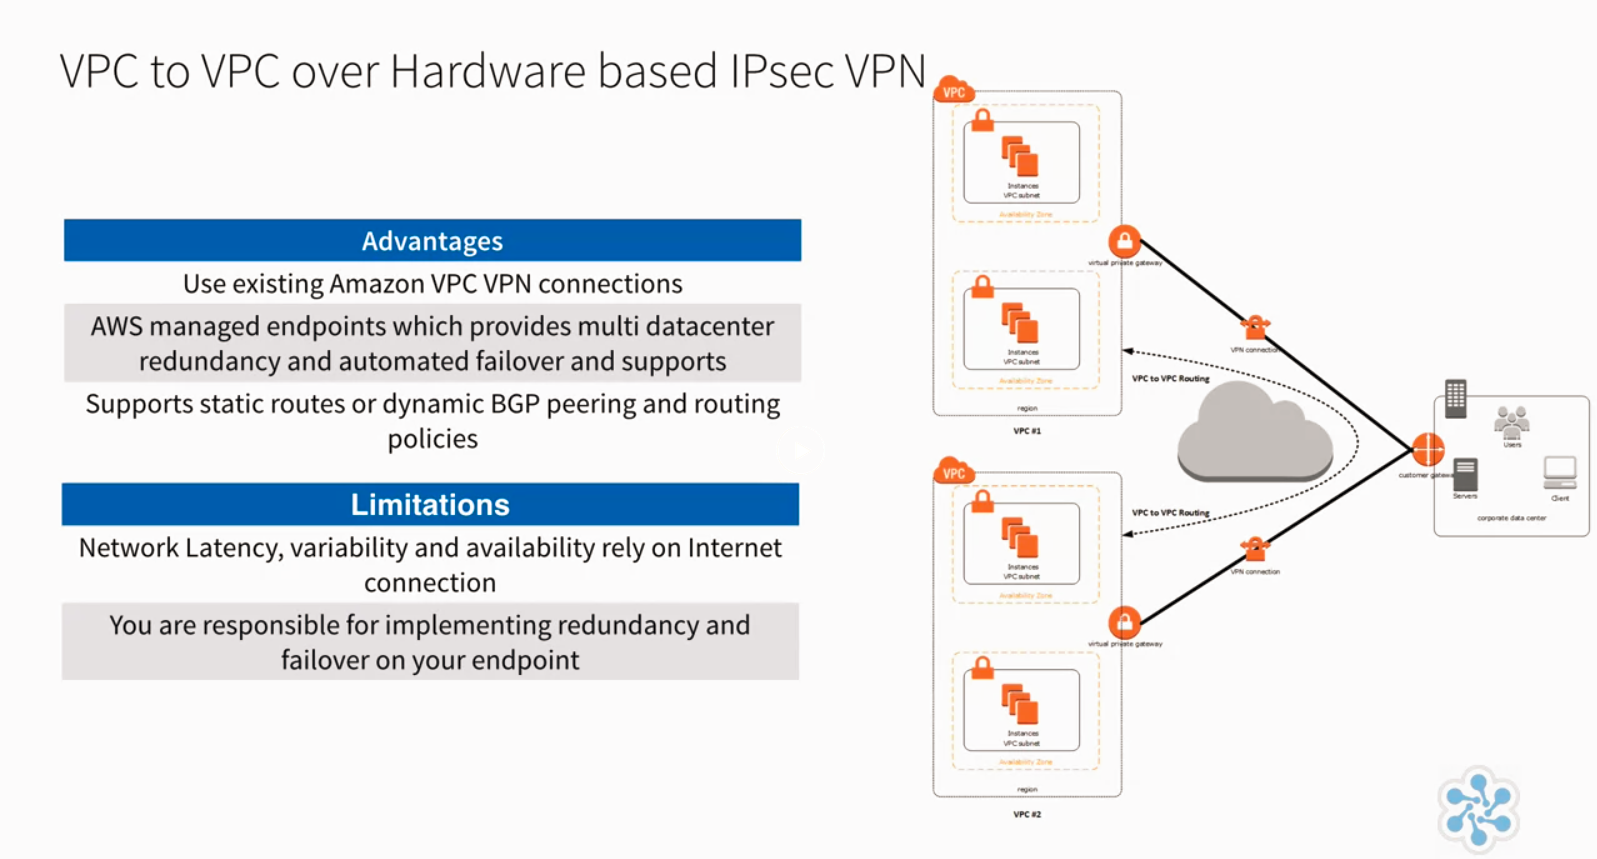 VPC to VPC over Hardware based IPsec VPN
Advantages
Use existing Amazon VPC VPN connections
AWS managed endpoints which provides multi datacenter
redundancy and automated failover and supports
Supports static routes or dynamic BGP peering and routing
policies
Limitations
Network Latency, variability and availability rely on Internet
connection
You are responsible for implementing redundancy and
failover on your endpoint
VPC
Instances
VPC subnet
Availability Zone
virtual private gateway
Instances
VPC subnet
Availability Zone
region
VPC #1
VPN connection
VPC to VPC Routing
Users
customer gatewa
Servers
Client
corporate data center
VPC
Instances
VPC subnet
Availability Zone
VPC to VPC Routing
VPN connection
virtual private gateway
Instances
VPC subnet
Availability Zone
region
VPC #2